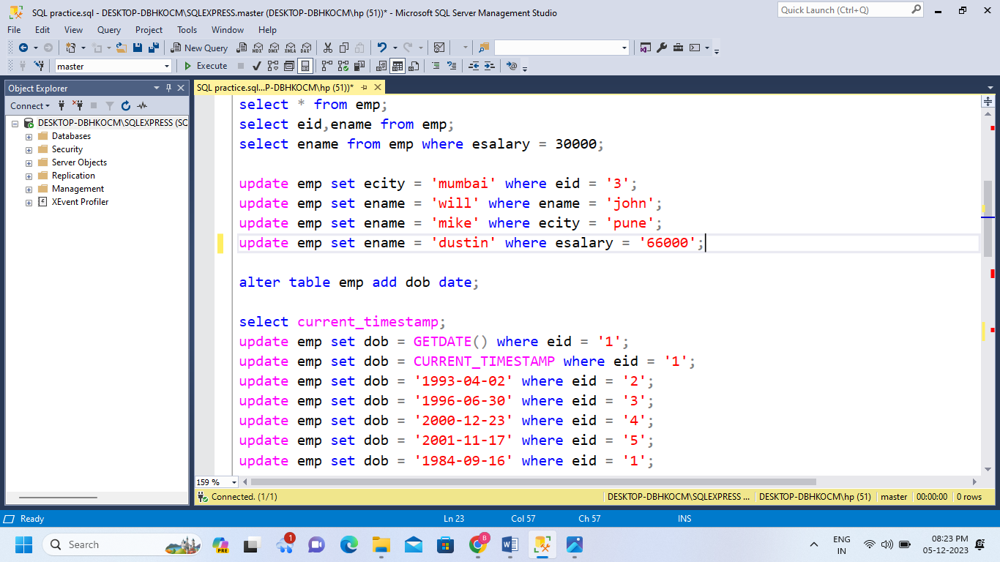 SQL practice.sql - DESKTOP-DBHKOCM\SQLEXPRESS.master (DESKTOP-DBHKOCM\hp (51))* - Microsoft SQL Server Management Studio
Quick Launch (Ctrl+Q)
File Edit View Query Project Tools Window Help
New Query
MDX DMX XMLA DAX
master
Execute
Object Explorer
SQL practice.sql...P-DBHKOCM\hp (51))*
Connect
DESKTOP-DBHKOCM\SQLEXPRESS (SC
Databases
Security
Server Objects
Replication
Management
XEvent Profiler
select * from emp;
select eid,ename from emp;
select ename from emp where esalary = 30000;
update emp set ecity = 'mumbai' where eid = '3';
update emp set ename = 'will' where ename = 'john';
update emp set ename = 'mike' where ecity = 'pune';
update emp set ename = 'dustin' where esalary = '66000';
alter table emp add dob date;
select current_timestamp;
update emp set dob = GETDATE() where eid = '1';
update emp set dob = CURRENT_TIMESTAMP where eid = '1';
update emp set dob = '1993-04-02' where eid = '2';
update emp set dob = '1996-06-30' where eid = '3';
update emp set dob = '2000-12-23' where eid = '4';
update emp set dob = '2001-11-17' where eid = '5';
update emp set dob = '1984-09-16' where eid = '1';
159 %
Connected. (1/1)
DESKTOP-DBHKOCM\SQLEXPRESS ... DESKTOP-DBHKOCM\hp (51) master 00:00:00 0 rows
Ready
Ln 23 Col 57 Ch 57 INS
Search
PRE
1
B
ENG
IN
08:23 PM
05-12-2023